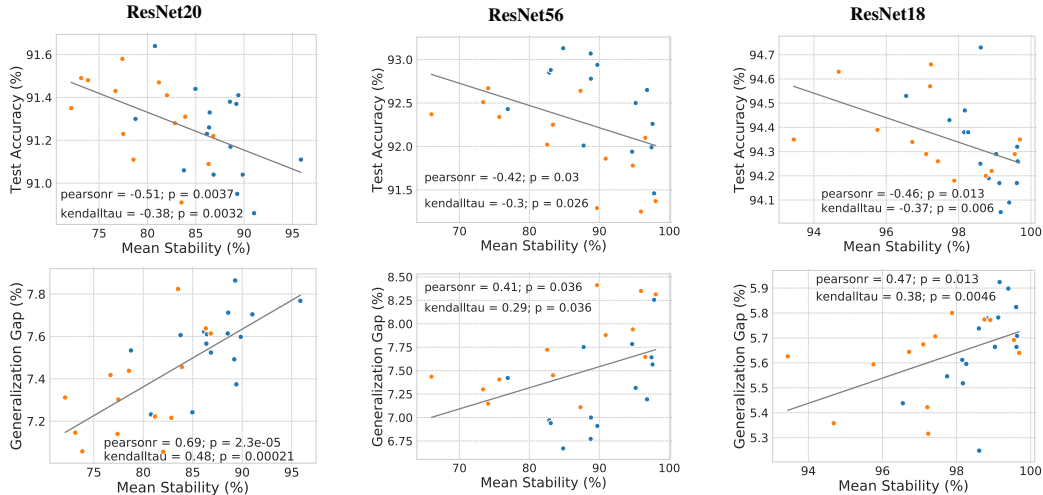 ResNet20
ResNet56
ResNet18
Test Accuracy (%)
91.6
91.4
91.2
91.0
pearsonr = -0.51; p = 0.0037
kendalltau = -0.38; p = 0.0032
75 80 85 90 95
Mean Stability (%)
Test Accuracy (%)
93.0
92.5
92.0
91.5
pearsonr = -0.42; p = 0.03
kendalltau = -0.3; p = 0.026
70 80 90 100
Mean Stability (%)
Test Accuracy (%)
94.7
94.6
94.5
94.4
94.3
94.2
94.1
pearsonr = -0.46; p = 0.013
kendalltau = -0.37; p = 0.006
94 96 98 100
Mean Stability (%)
Generalization Gap (%)
7.8
7.6
7.4
7.2
pearsonr = 0.69; p = 2.3e-05
kendalltau = 0.48; p = 0.00021
75 80 85 90 95
Mean Stability (%)
Generalization Gap (%)
8.50
8.25
8.00
7.75
7.50
7.25
7.00
6.75
pearsonr = 0.41; p = 0.036
kendalltau = 0.29; p = 0.036
70 80 90 100
Mean Stability (%)
Generalization Gap (%)
5.9
5.8
5.7
5.6
5.5
5.4
5.3
pearsonr = 0.47; p = 0.013
kendalltau = 0.38; p = 0.0046
94 96 98 100
Mean Stability (%)